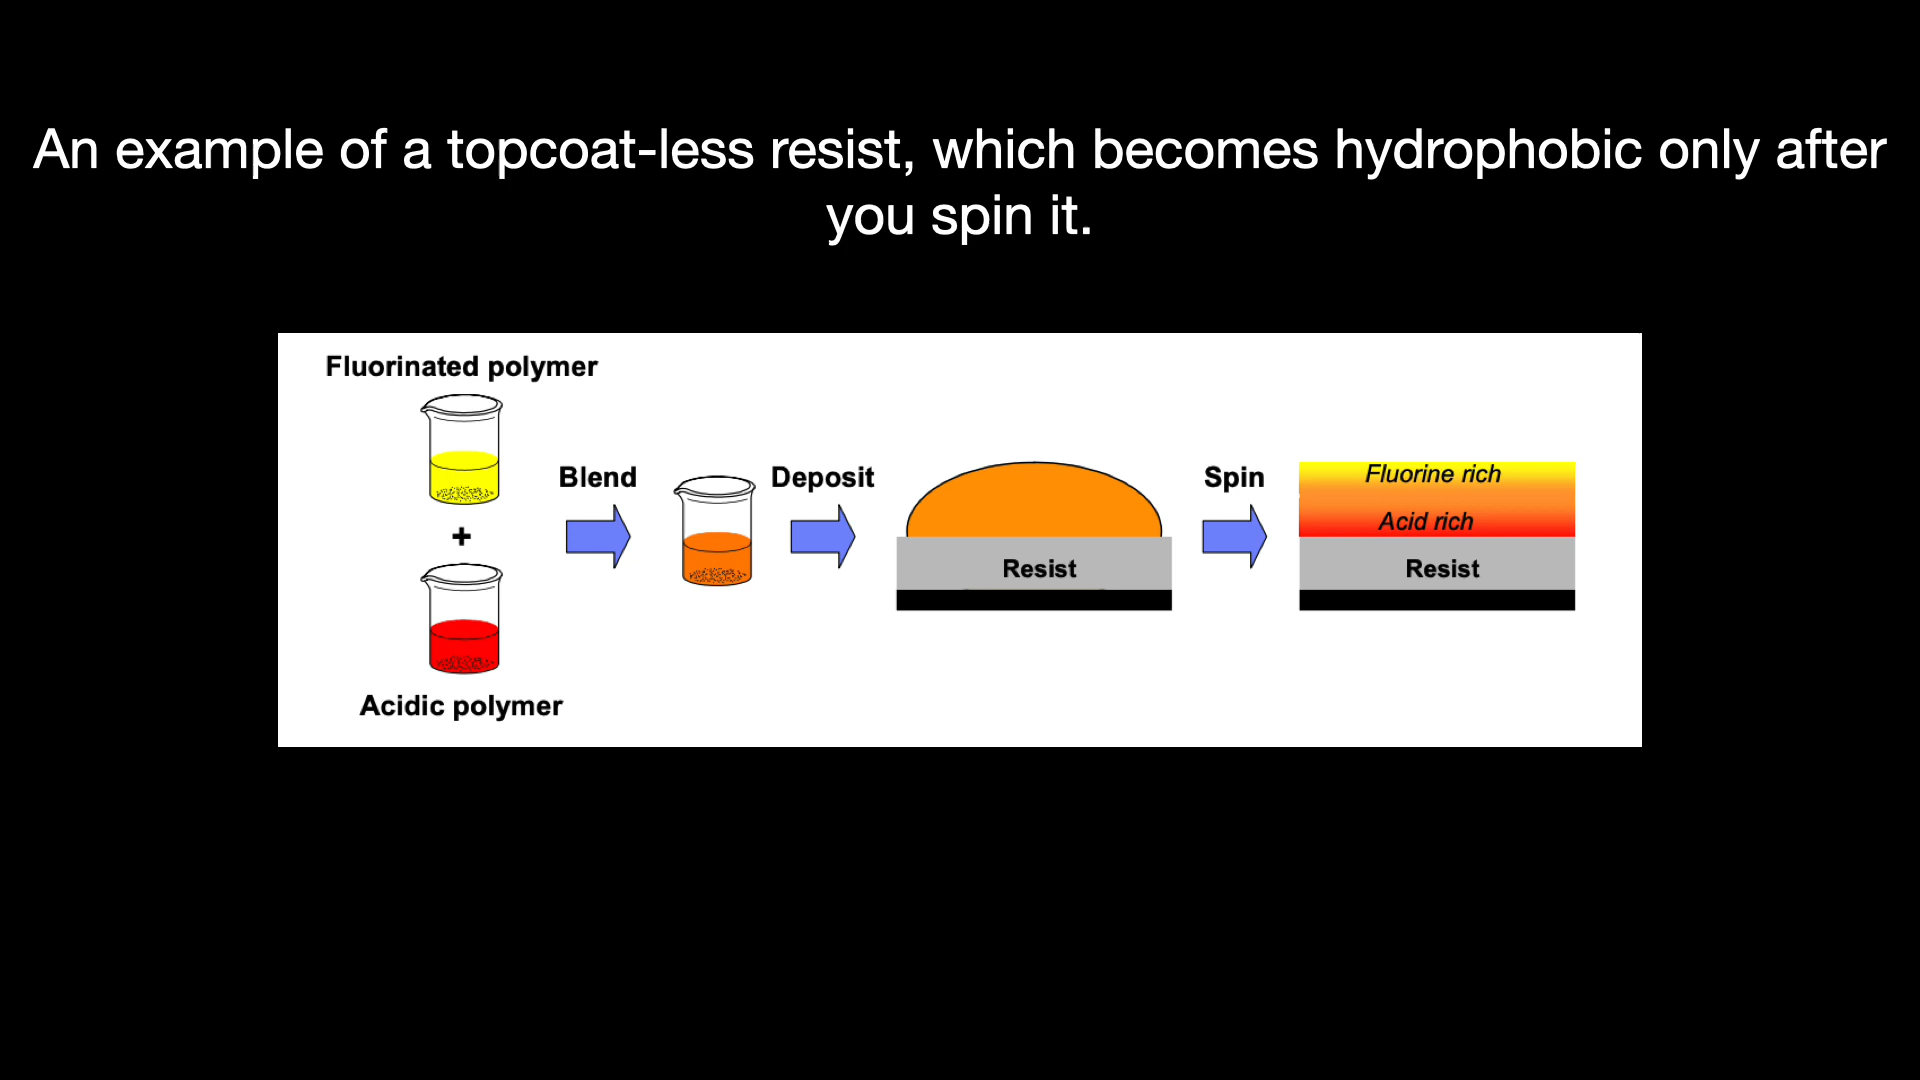 An example of a topcoat-less resist, which becomes hydrophobic only after
you spin it.
Fluorinated polymer
+
Acidic polymer
Blend
Deposit
Resist
Spin
Fluorine rich
Acid rich
Resist